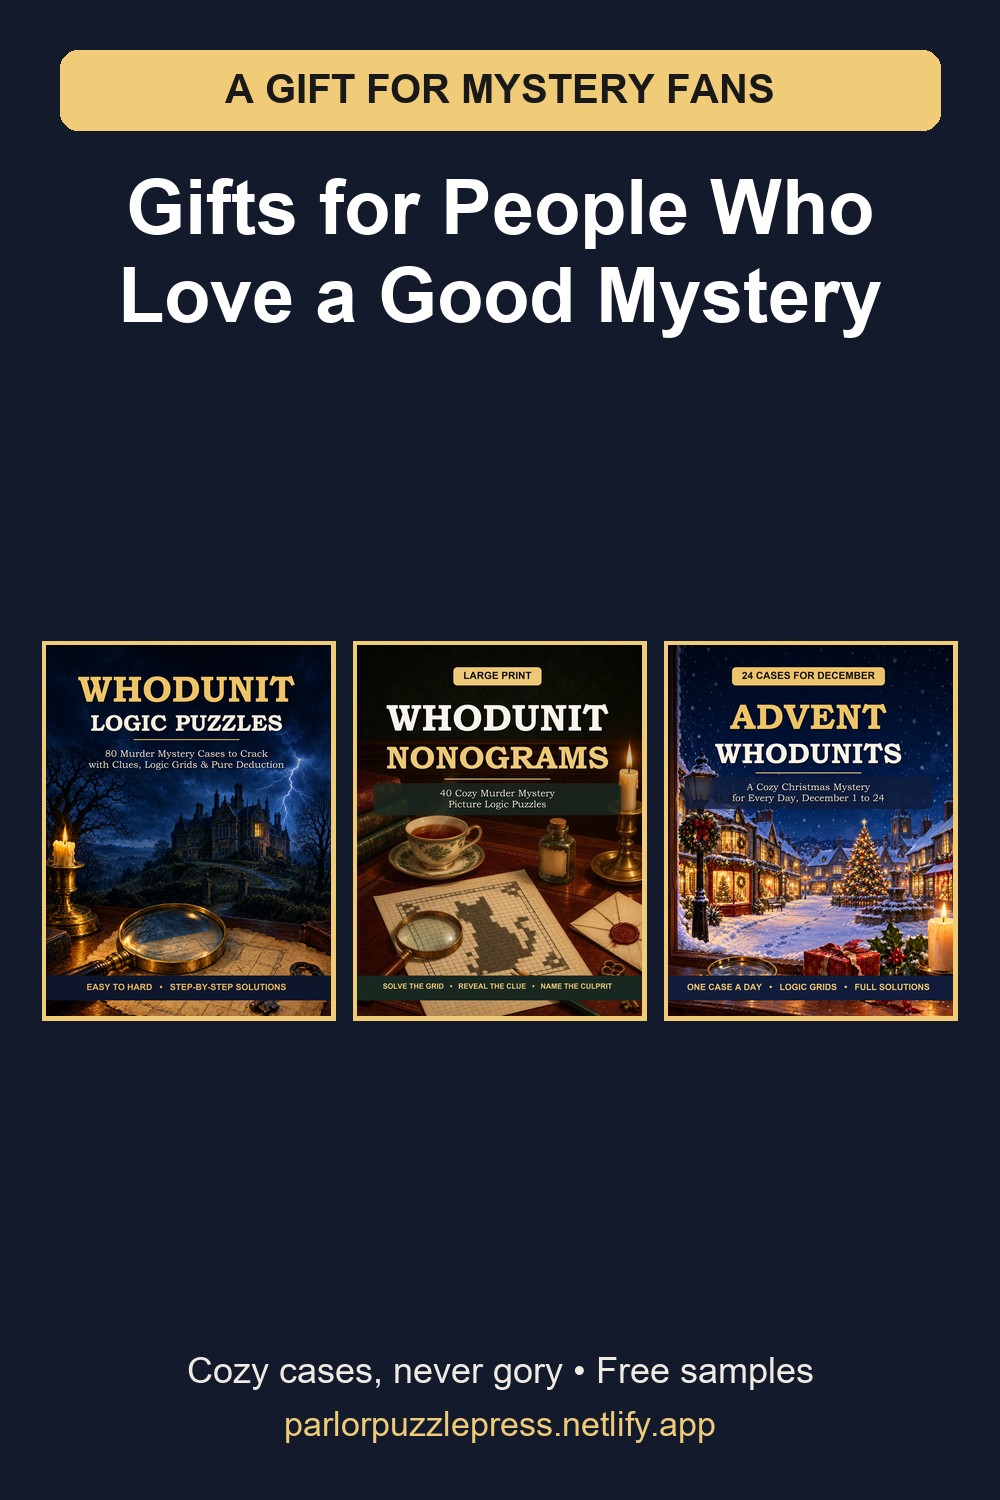 A GIFT FOR MYSTERY FANS
Gifts for People Who
Love a Good Mystery
WHODUNIT
LOGIC PUZZLES
80 Murder Mystery Cases to Crack
with Clues, Logic Grids & Pure Deduction
EASY TO HARD • STEP-BY-STEP SOLUTIONS
LARGE PRINT
WHODUNIT
NONOGRAMS
40 Cozy Murder Mystery
Picture Logic Puzzles
SOLVE THE GRID • REVEAL THE CLUE • NAME THE CULPRIT
24 CASES FOR DECEMBER
ADVENT
WHODUNITS
A Cozy Christmas Mystery
for Every Day, December 1 to 24
ONE CASE A DAY • LOGIC GRIDS • FULL SOLUTIONS
Cozy cases, never gory • Free samples
parlorpuzzlepress.netlify.app